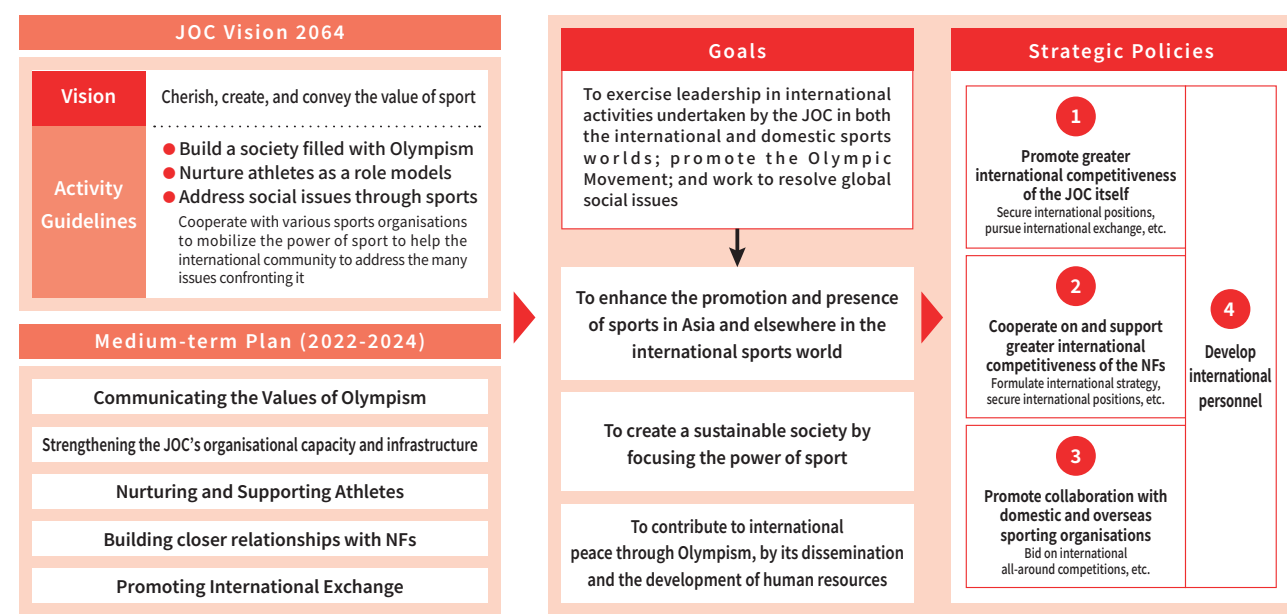 JOC Vision 2064
Vision
Cherish, create, and convey the value of sport
Activity
Guidelines
● Build a society filled with Olympism
● Nurture athletes as a role models
● Address social issues through sports
Cooperate with various sports organisations
to mobilize the power of sport to help the
international community to address the many
issues confronting it
Medium-term Plan (2022-2024)
Communicating the Values of Olympism
Strengthening the JOC's organisational capacity and infrastructure
Nurturing and Supporting Athletes
Building closer relationships with NFs
Promoting International Exchange
Goals
To exercise leadership in international
activities undertaken by the JOC in both
the international and domestic sports
worlds; promote the Olympic
Movement; and work to resolve global
social issues
To enhance the promotion and presence
of sports in Asia and elsewhere in the
international sports world
To create a sustainable society by
focusing the power of sport
To contribute to international
peace through Olympism, by its dissemination
and the development of human resources
Strategic Policies
1
Promote greater
international competitiveness
of the JOC itself
Secure international positions,
pursue international exchange, etc.
2
Cooperate on and support
greater international
competitiveness of the NFs
Formulate international strategy,
secure international positions, etc.
3
Promote collaboration with
domestic and overseas
sporting organisations
Bid on international
all-around competitions, etc.
4
Develop
international
personnel